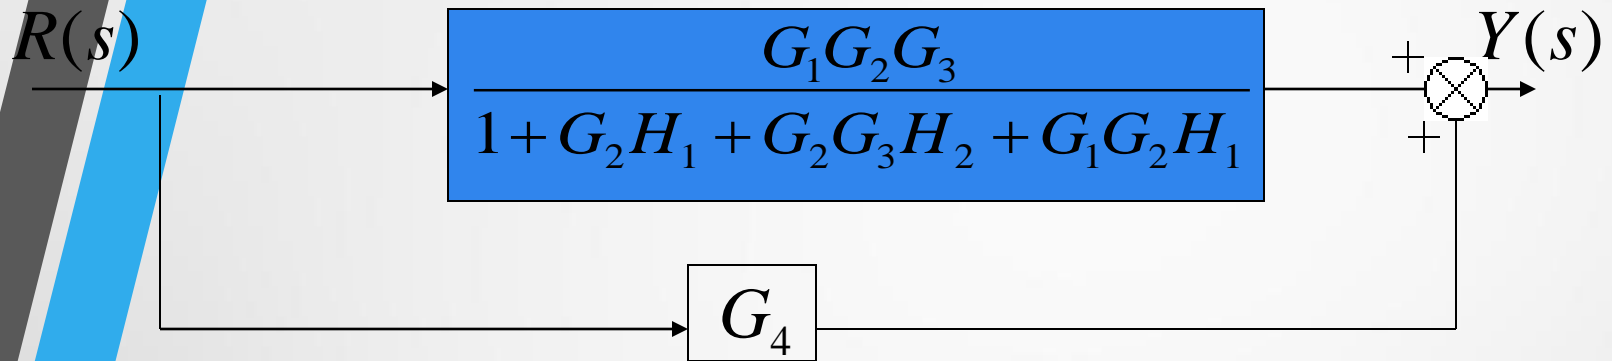 R(s)
G₁G₂G₃
+
Y(s)
1 + G₂H₁ + G₂G₃H₂ + G₁G₂H₁
+
G₄